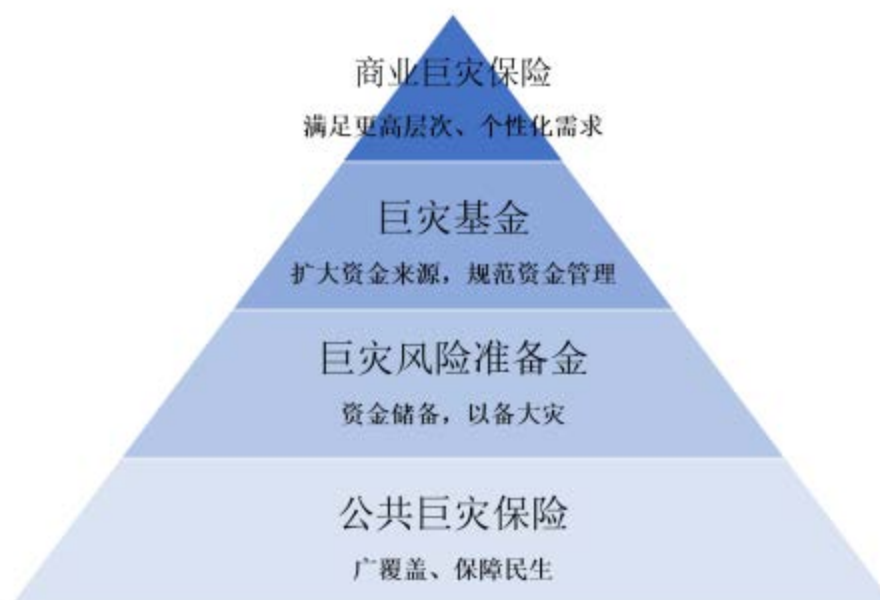 商业巨灾保险
满足更高层次、个性化需求
巨灾基金
扩大资金来源，规范资金管理
巨灾风险准备金
资金储备，以备大灾
公共巨灾保险
广覆盖、保障民生